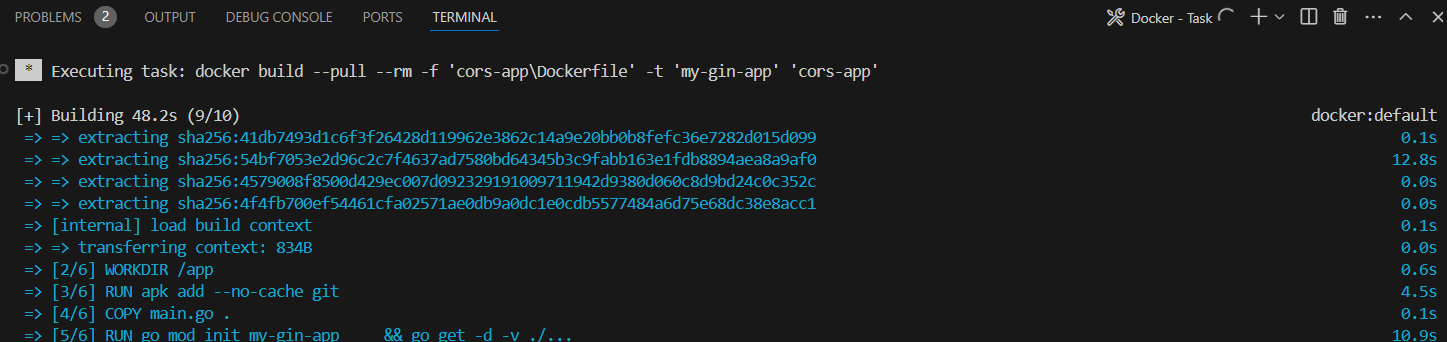 PROBLEMS 2 OUTPUT DEBUG CONSOLE PORTS TERMINAL Docker - Task
* Executing task: docker build --pull --rm -f 'cors-app\Dockerfile' -t 'my-gin-app' 'cors-app'
[+] Building 48.2s (9/10) docker:default
=> => extracting sha256:41db7493d1c6f3f26428d119962e3862c14a9e20bb0b8fefc36e7282d015d099 0.1s
=> => extracting sha256:54bf7053e2d96c2c7f4637ad7580bd64345b3c9fabb163e1fdb8894aea8a9af0 12.8s
=> => extracting sha256:4579008f8500d429ec007d092329191009711942d9380d060c8d9bd24c0c352c 0.0s
=> => extracting sha256:4f4fb700ef54461cfa02571ae0db9a0dc1e0cdb5577484a6d75e68dc38e8acc1 0.0s
=> [internal] load build context 0.1s
=> => transferring context: 834B 0.0s
=> [2/6] WORKDIR /app 0.6s
=> [3/6] RUN apk add --no-cache git 4.5s
=> [4/6] COPY main.go . 0.1s
=> [5/6] RUN go mod init my-gin-app     && go get -d -v ./... 10.9s